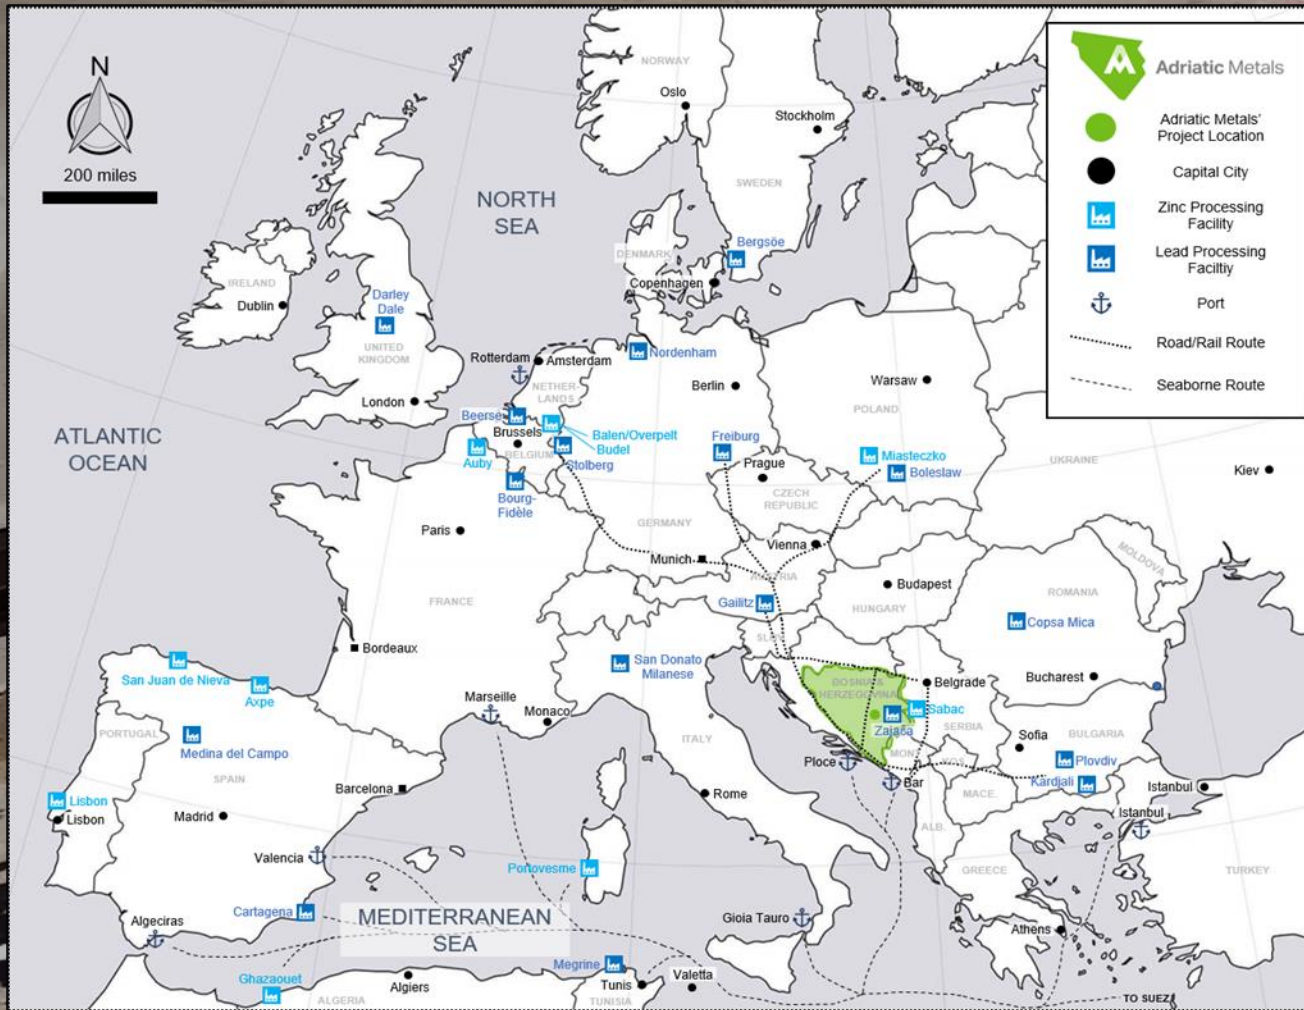 N
200 miles
Adriatic Metals
Adriatic Metals'
Project Location
Capital City
Zinc Processing
Facility
Lead Processing
Faciltiy
Port
Road/Rail Route
Seaborne Route
NORWAY
Oslo
Stockholm
SWEDEN
NORTH
SEA
Bergsöe
DENMARK
Copenhagen
IRELAND
Dublin
Darley
Dale
UNITED
KINGDOM
London
Rotterdam
Amsterdam
NETHER-
LANDS
Nordenham
Berlin
Warsaw
POLAND
ATLANTIC
OCEAN
Beerse
Brussels
BELGIUM
Balen/Overpelt
Budel
Auby
Stolberg
Freiburg
Prague
Miasteczko
Boleslaw
UKRAINE
Kiev
Bourg-
Fidèle
CZECH
REPUBLIC
Paris
GERMANY
Munich
Vienna
AUSTRIA
MOLDOVA
Budapest
HUNGARY
FRANCE
Gailitz
ROMANIA
Copsa Mica
SLOV.
Bordeaux
San Donato
Milanese
San Juan de Nieva
Axpe
BOSNIA &
HERZEGOVINA
Belgrade
Bucharest
Marseille
Monaco
Sabac
SERBIA
Zajača
PORTUGAL
Medina del Campo
ITALY
Sofia
BULGARIA
SPAIN
Ploce
MONT.
KOS.
Plovdiv
Bar
Kardjali
Lisbon
Lisbon
Madrid
Barcelona
Rome
MACE.
Istanbul
Istanbul
ALB.
Valencia
Portovesme
GREECE
TURKEY
Cartagena
MEDITERRANEAN
SEA
Algeciras
Gioia Tauro
Athens
Ghazaouet
Megrine
Algiers
ALGERIA
Tunis
TUNISIA
Valetta
TO SUEZ